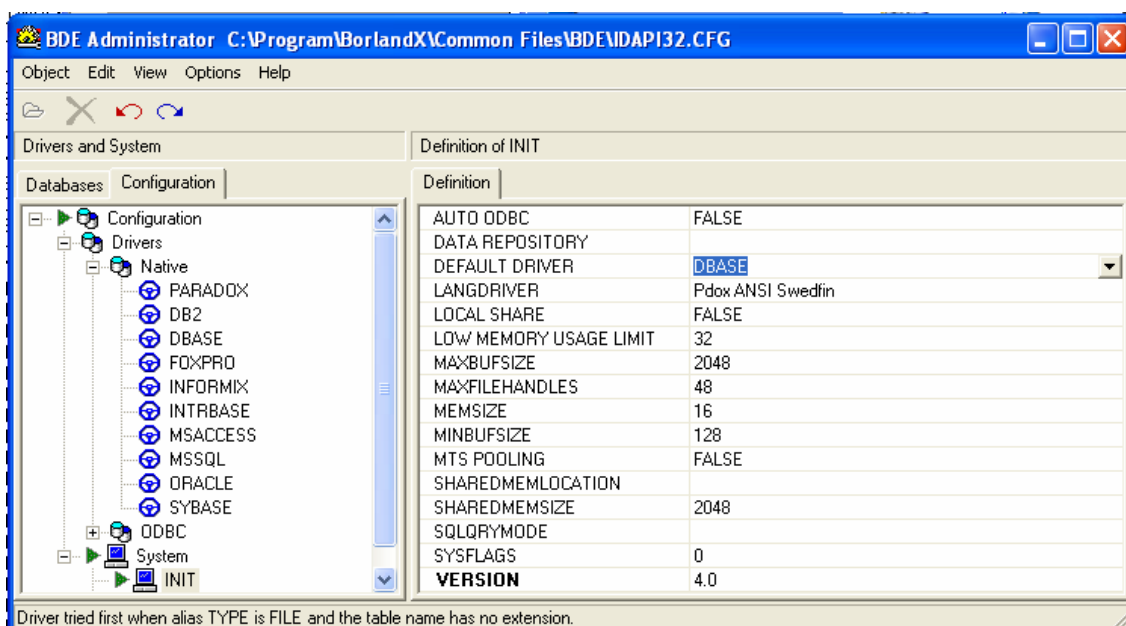 BDE Administrator C:\Program\BorlandX\Common Files\BDE\IDAPI32.CFG
Object Edit View Options Help
Drivers and System
Definition of INIT
Databases Configuration
Definition
Configuration
Drivers
Native
PARADOX
DB2
DBASE
FOXPRO
INFORMIX
INTRBASE
MSACCESS
MSSQL
ORACLE
SYBASE
ODBC
System
INIT
AUTO ODBC FALSE
DATA REPOSITORY
DEFAULT DRIVER DBASE
LANGDRIVER Pdox ANSI Swedfin
LOCAL SHARE FALSE
LOW MEMORY USAGE LIMIT 32
MAXBUFSIZE 2048
MAXFILEHANDLES 48
MEMSIZE 16
MINBUFSIZE 128
MTS POOLING FALSE
SHAREDMEMLOCATION
SHAREDMEMSIZE 2048
SQLQRYMODE
SYSFLAGS 0
VERSION 4.0
Driver tried first when alias TYPE is FILE and the table name has no extension.